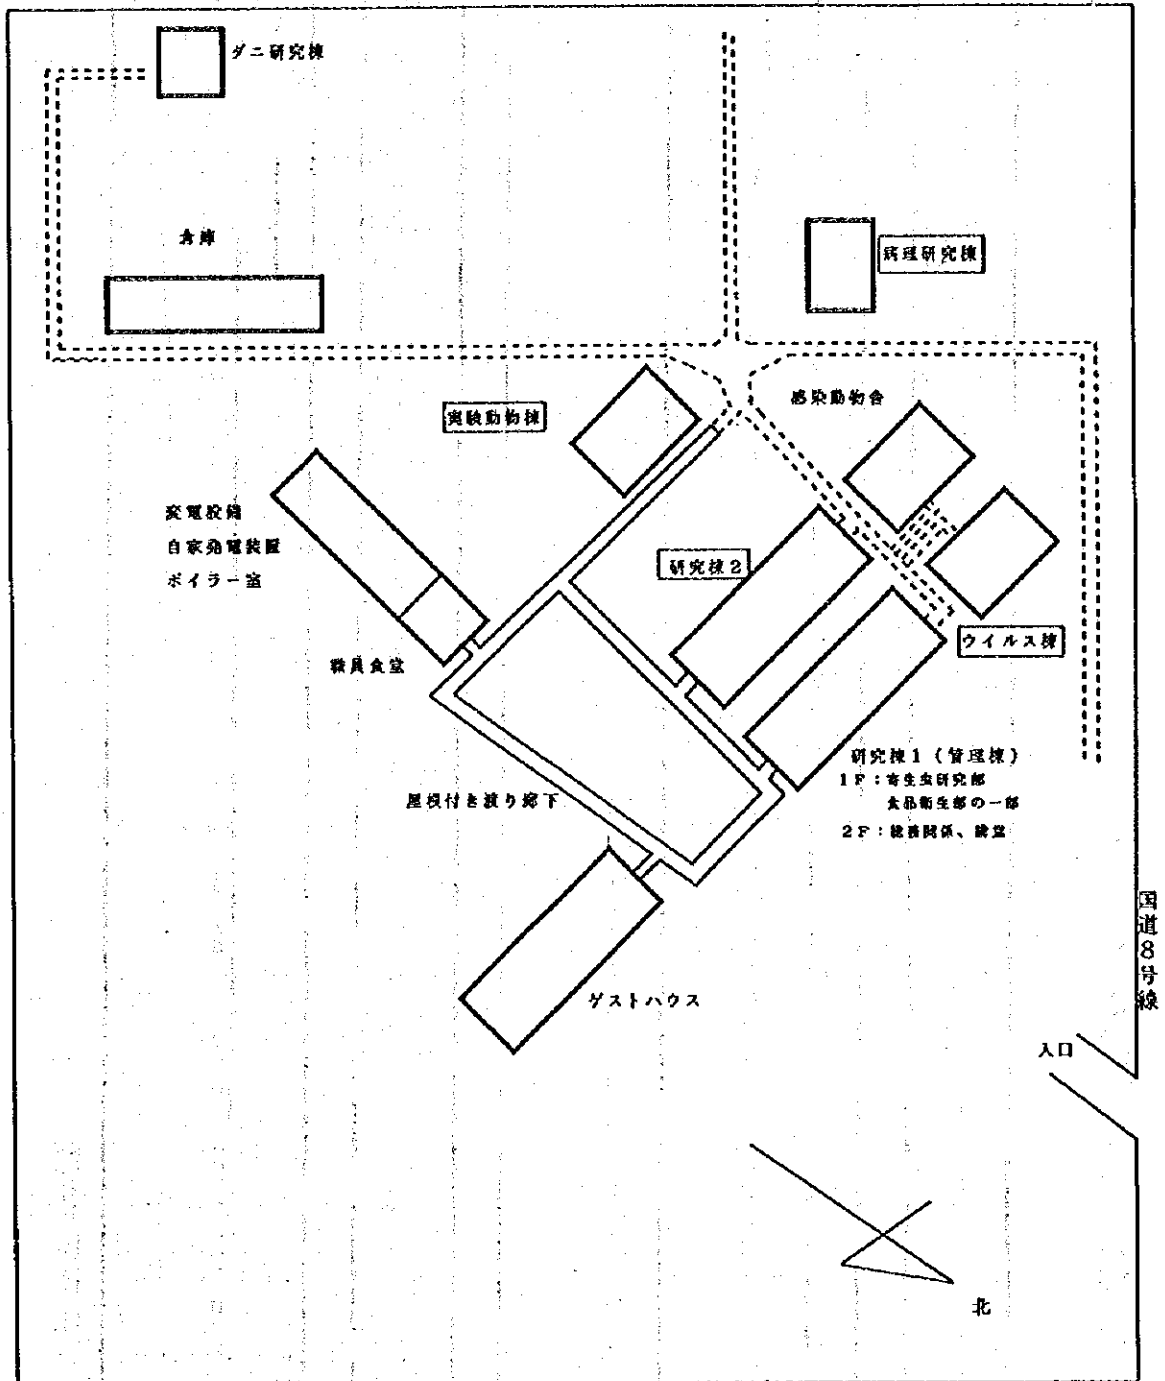 ダニ研究棟
倉庫
病理研究棟
実験動物棟
感染動物舎
変電設備
自家発電装置
ボイラー室
研究棟2
ウイルス棟
職員食堂
研究棟1(管理棟)
1F:寄生虫研究部
食品衛生部の一部
2F:総務関係、講堂
屋根付き渡り廊下
国道8号線
ゲストハウス
入口
北